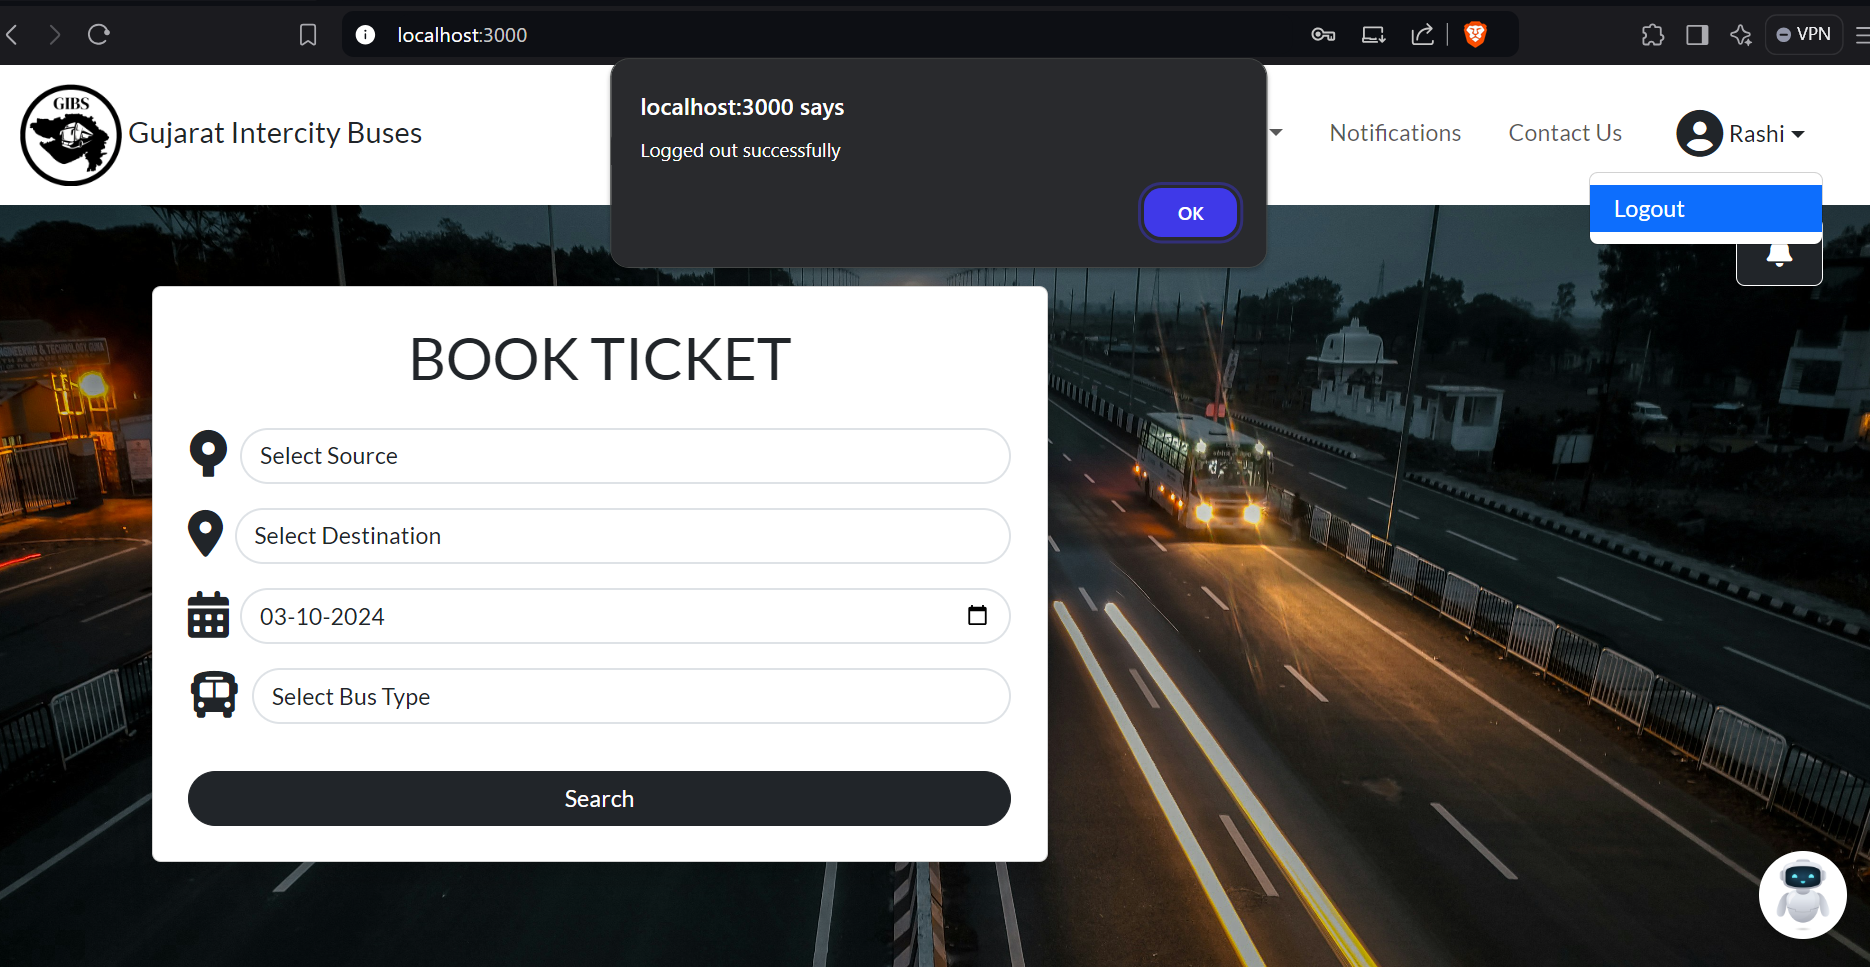 localhost:3000
VPN
GIBS
Gujarat Intercity Buses
localhost:3000 says
Logged out successfully
OK
Notifications
Contact Us
Rashi
Logout
BOOK TICKET
Select Source
Select Destination
03-10-2024
Select Bus Type
Search